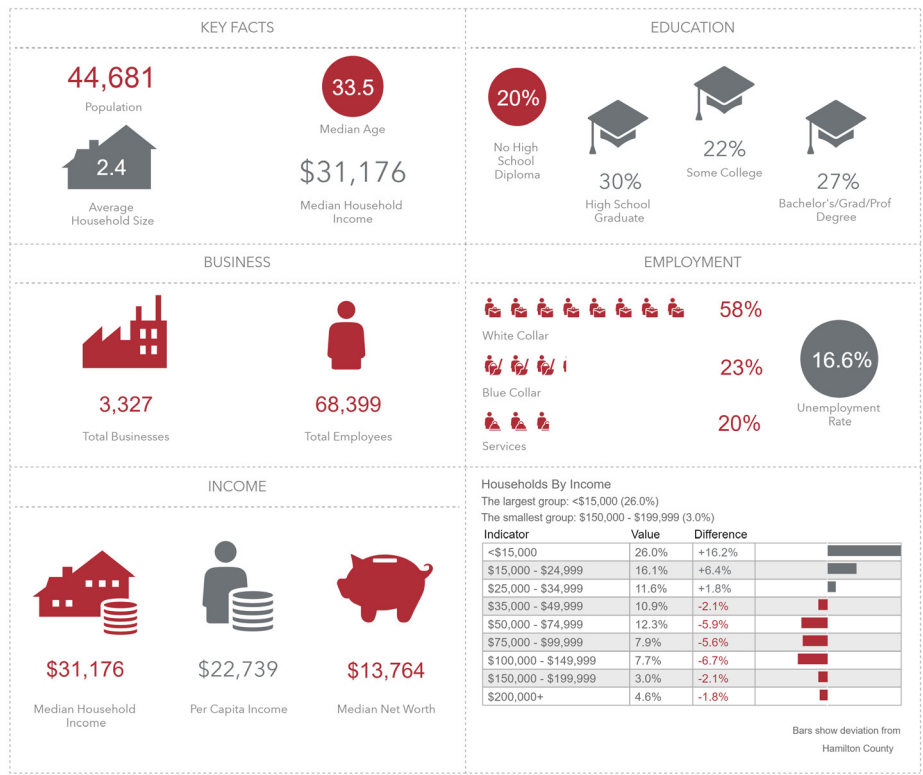 KEY FACTS
44,681
Population
33.5
Median Age
2.4
Average
Household Size
$31,176
Median Household
Income
EDUCATION
20%
No High
School
Diploma
30%
High School
Graduate
22%
Some College
27%
Bachelor's/Grad/Prof
Degree
BUSINESS
3,327
Total Businesses
68,399
Total Employees
EMPLOYMENT
58%
White Collar
23%
Blue Collar
20%
Services
16.6%
Unemployment
Rate
INCOME
$31,176
Median Household
Income
$22,739
Per Capita Income
$13,764
Median Net Worth
Households By Income
The largest group: <$15,000 (26.0%)
The smallest group: $150,000 - $199,999 (3.0%)
Indicator Value Difference
<$15,000 26.0% +16.2%
$15,000 - $24,999 16.1% +6.4%
$25,000 - $34,999 11.6% +1.8%
$35,000 - $49,999 10.9% -2.1%
$50,000 - $74,999 12.3% -5.9%
$75,000 - $99,999 7.9% -5.6%
$100,000 - $149,999 7.7% -6.7%
$150,000 - $199,999 3.0% -2.1%
$200,000+ 4.6% -1.8%
Bars show deviation from
Hamilton County